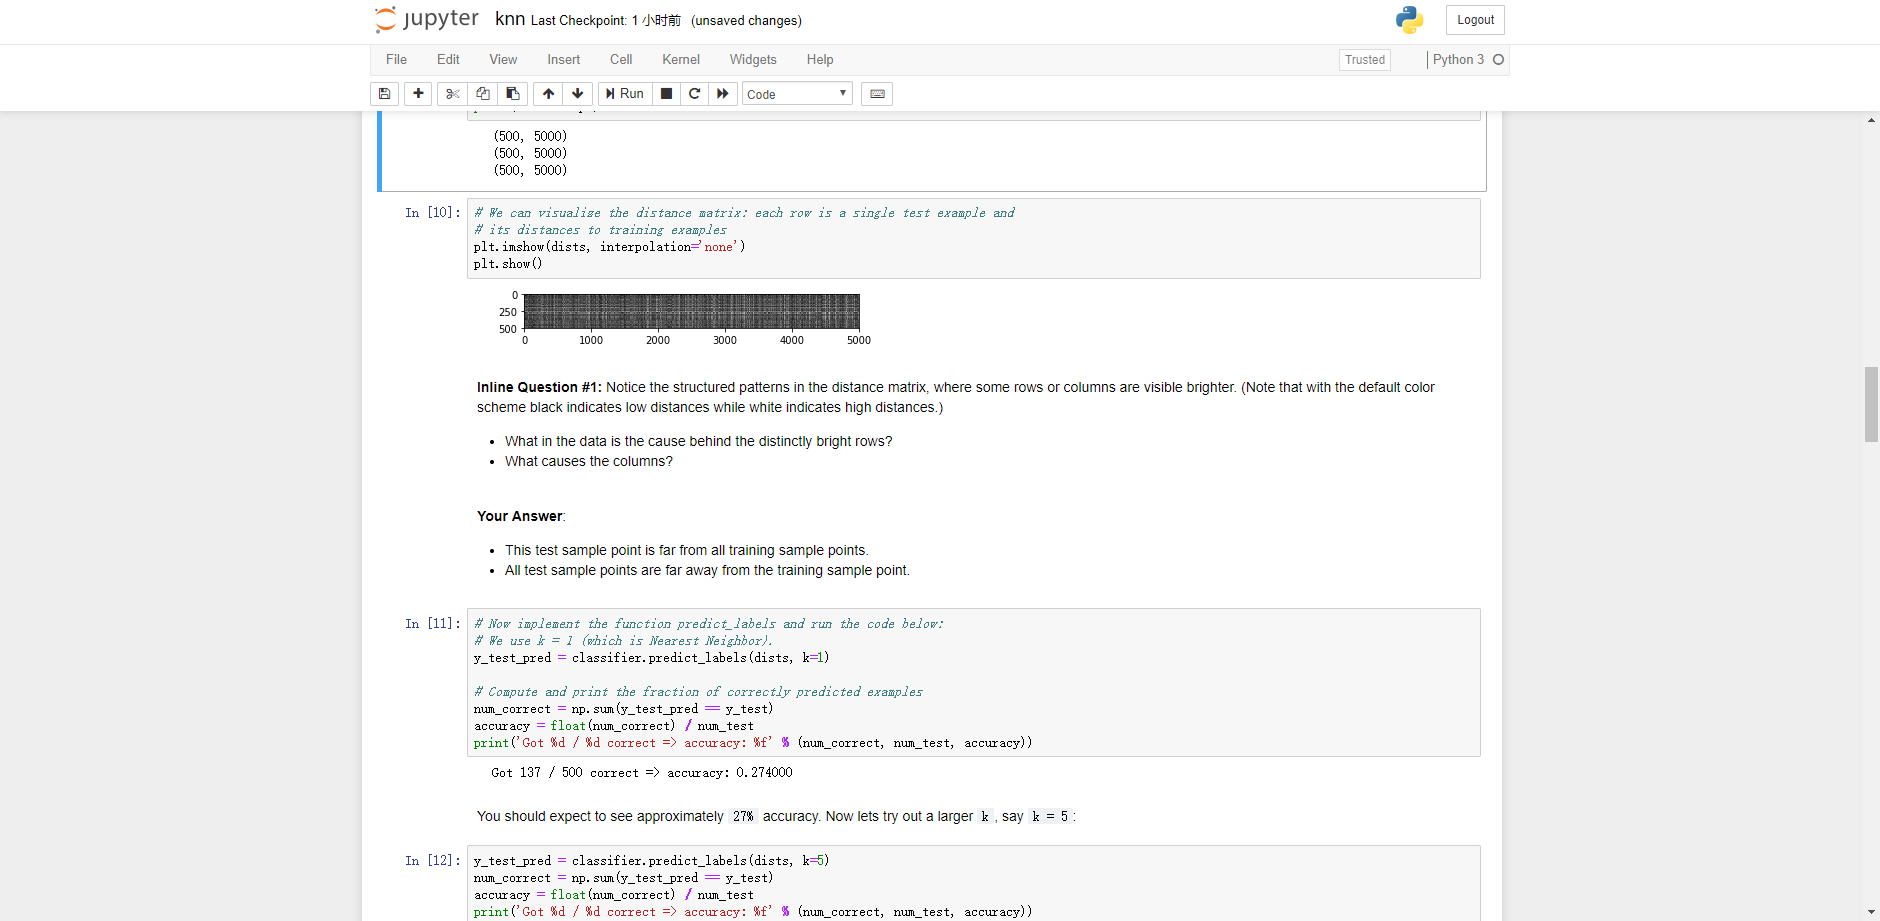 jupyter knn Last Checkpoint: 1 小时前 (unsaved changes) Logout
File Edit View Insert Cell Kernel Widgets Help Trusted Python 3
Run Code
(500, 5000)
(500, 5000)
(500, 5000)
In [10]: # We can visualize the distance matrix: each row is a single test example and
# its distances to training examples
plt.imshow(dists, interpolation='none')
plt.show()
0
250
500
0 1000 2000 3000 4000 5000
Inline Question #1: Notice the structured patterns in the distance matrix, where some rows or columns are visible brighter. (Note that with the default color
scheme black indicates low distances while white indicates high distances.)
• What in the data is the cause behind the distinctly bright rows?
• What causes the columns?
Your Answer:
• This test sample point is far from all training sample points.
• All test sample points are far away from the training sample point.
In [11]: # Now implement the function predict_labels and run the code below:
# We use k = 1 (which is Nearest Neighbor).
y_test_pred = classifier.predict_labels(dists, k=1)
# Compute and print the fraction of correctly predicted examples
num_correct = np.sum(y_test_pred == y_test)
accuracy = float(num_correct) / num_test
print('Got %d / %d correct => accuracy: %f' % (num_correct, num_test, accuracy))
Got 137 / 500 correct => accuracy: 0.274000
You should expect to see approximately 27% accuracy. Now lets try out a larger k , say k = 5 :
In [12]: y_test_pred = classifier.predict_labels(dists, k=5)
num_correct = np.sum(y_test_pred == y_test)
accuracy = float(num_correct) / num_test
print('Got %d / %d correct => accuracy: %f' % (num_correct, num_test, accuracy))